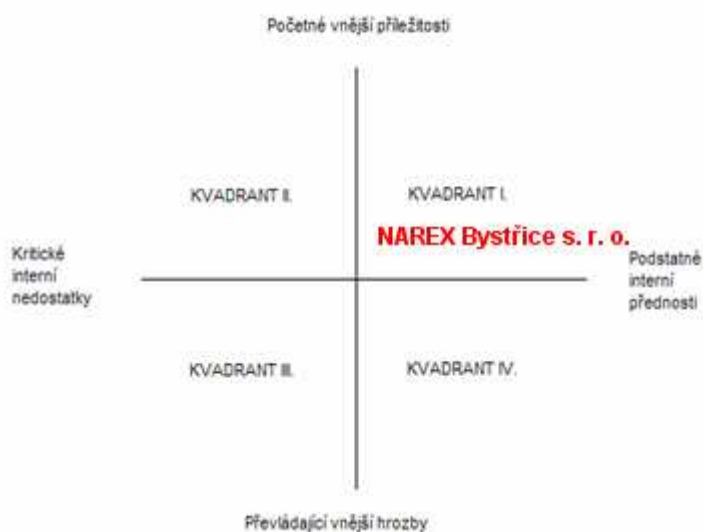 Početné vnější příležitosti
KVADRANT II.
KVADRANT I.
NAREX Bystřice s. r. o.
Kritické
interní
nedostatky
Podstatné
interní
přednosti
KVADRANT III.
KVADRANT IV.
Převládající vnější hrozby